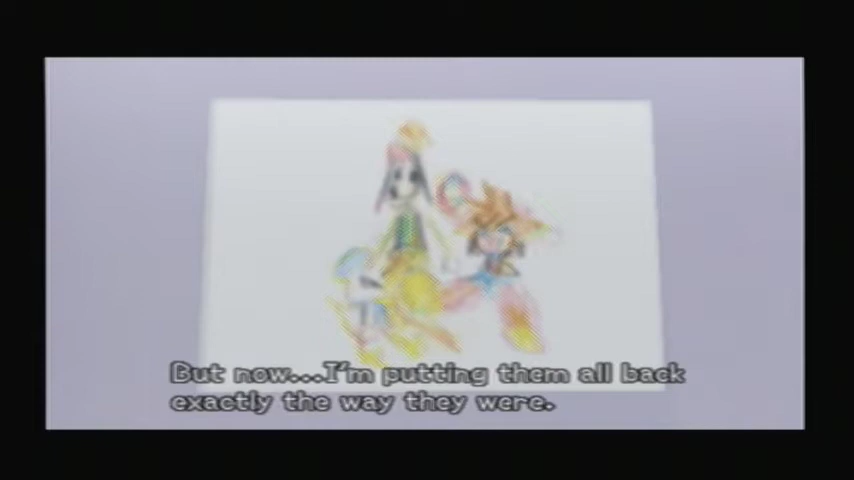 But now...I'm putting them all back
exactly the way they were.